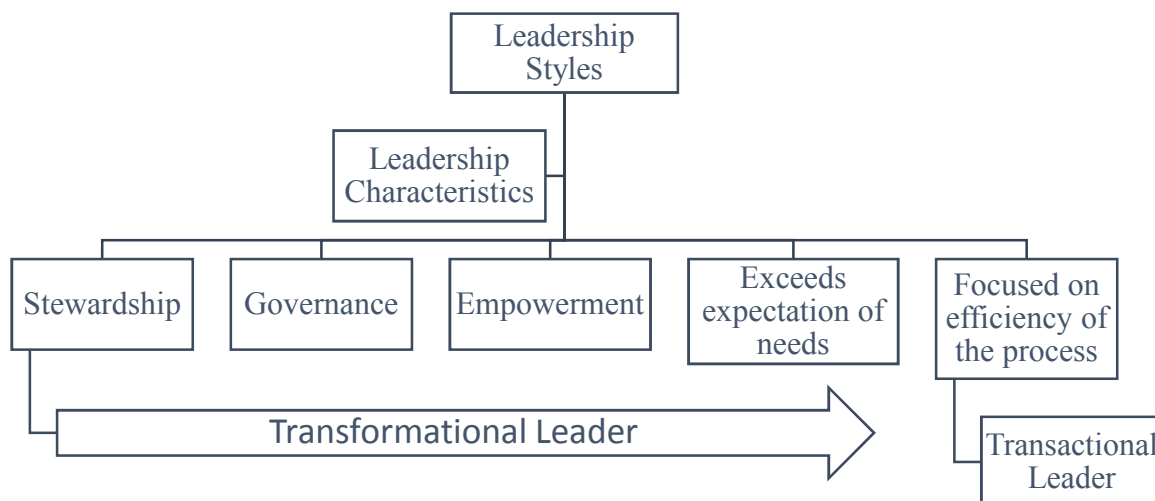 Leadership
Styles
Leadership
Characteristics
Stewardship
Governance
Empowerment
Exceeds
expectation of
needs
Focused on
efficiency of
the process
Transformational Leader
Transactional
Leader